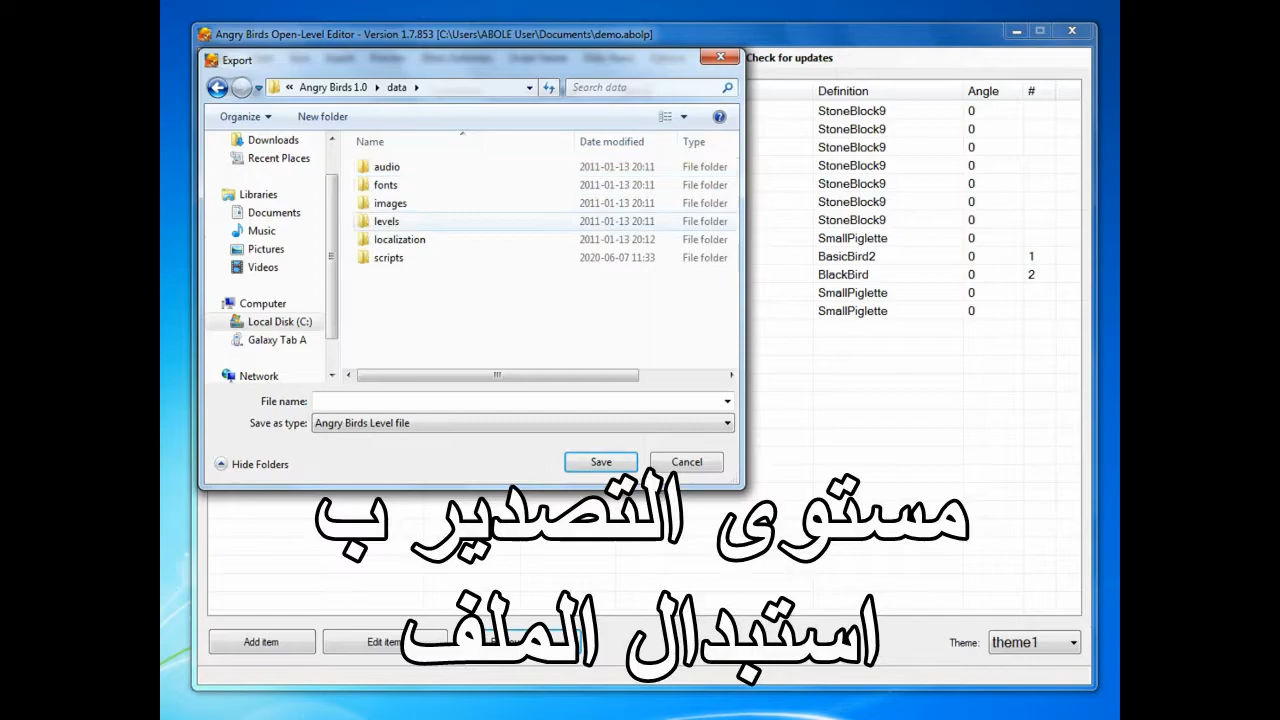 Angry Birds Open-Level Editor - Version 1.7.853 [C:\Users\ABOLE User\Documents\demo.abolp]
Export
Check for updates
« Angry Birds 1.0 data
Search data
Organize New folder
Downloads
Recent Places
Libraries
Documents
Music
Pictures
Videos
Computer
Local Disk (C:)
Galaxy Tab A
Network
Name Date modified Type
audio 2011-01-13 20:11 File folder
fonts 2011-01-13 20:11 File folder
images 2011-01-13 20:11 File folder
levels 2011-01-13 20:11 File folder
localization 2011-01-13 20:12 File folder
scripts 2020-06-07 11:33 File folder
File name:
Save as type: Angry Birds Level file
Hide Folders
Save Cancel
Definition Angle #
StoneBlock9 0
StoneBlock9 0
StoneBlock9 0
StoneBlock9 0
StoneBlock9 0
StoneBlock9 0
StoneBlock9 0
SmallPiglette 0
BasicBird2 0 1
BlackBird 0 2
SmallPiglette 0
SmallPiglette 0
مستوى التصدير ب
استبدال الملف
Add item Edit item
Theme: theme1